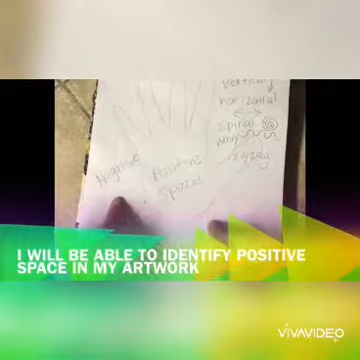 vertical
horizontal
spiral
wavy
zigzag
Negative
Positive
space
I WILL BE ABLE TO IDENTIFY POSITIVE
SPACE IN MY ARTWORK
VIVAVIDEO